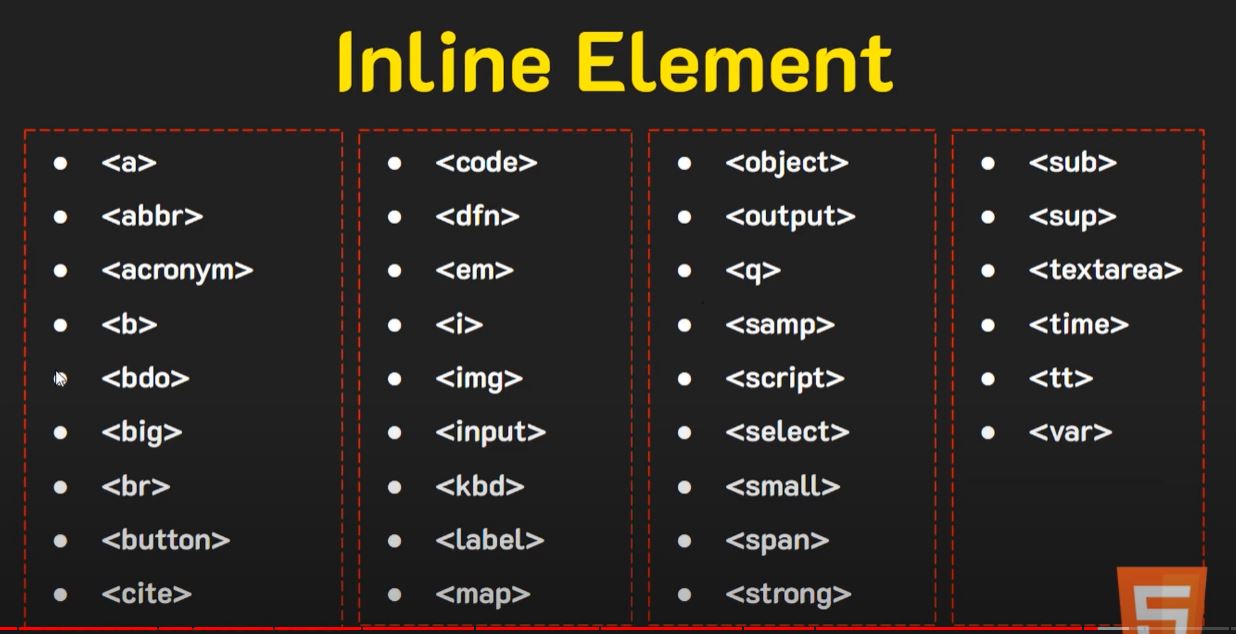 Inline Element
<a>
<abbr>
<acronym>
<b>
<bdo>
<big>
<br>
<button>
<cite>
<code>
<dfn>
<em>
<i>
<img>
<input>
<kbd>
<label>
<map>
<object>
<output>
<q>
<samp>
<script>
<select>
<small>
<span>
<strong>
<sub>
<sup>
<textarea>
<time>
<tt>
<var>
5